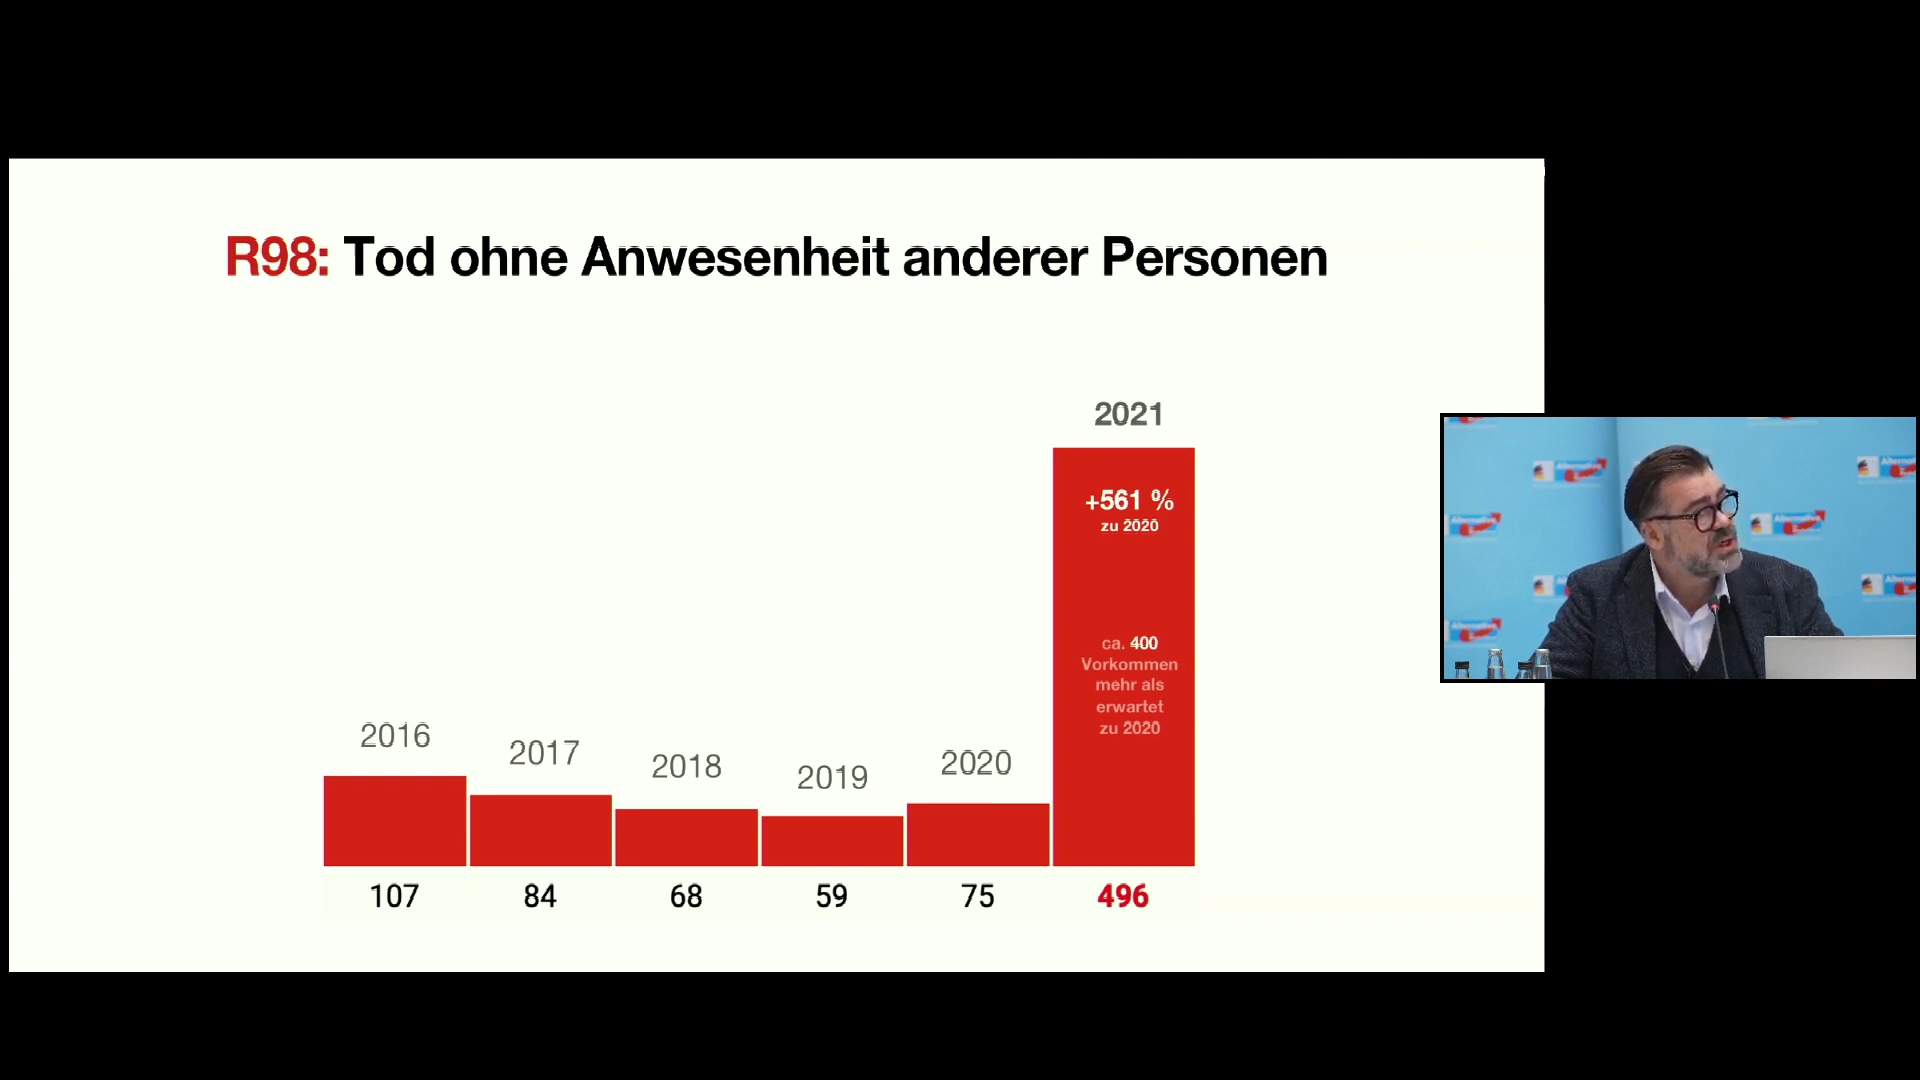 R98: Tod ohne Anwesenheit anderer Personen
2021
+561 %
zu 2020
ca. 400
Vorkommen
mehr als
erwartet
zu 2020
2016
2017
2018
2019
2020
107
84
68
59
75
496